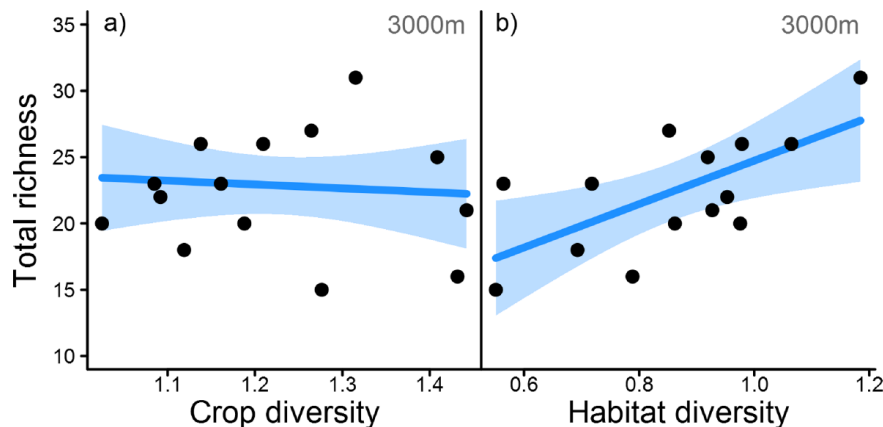 a)
3000m
b)
3000m
35
30
25
20
15
10
Total richness
1.1 1.2 1.3 1.4
0.6 0.8 1.0 1.2
Crop diversity
Habitat diversity